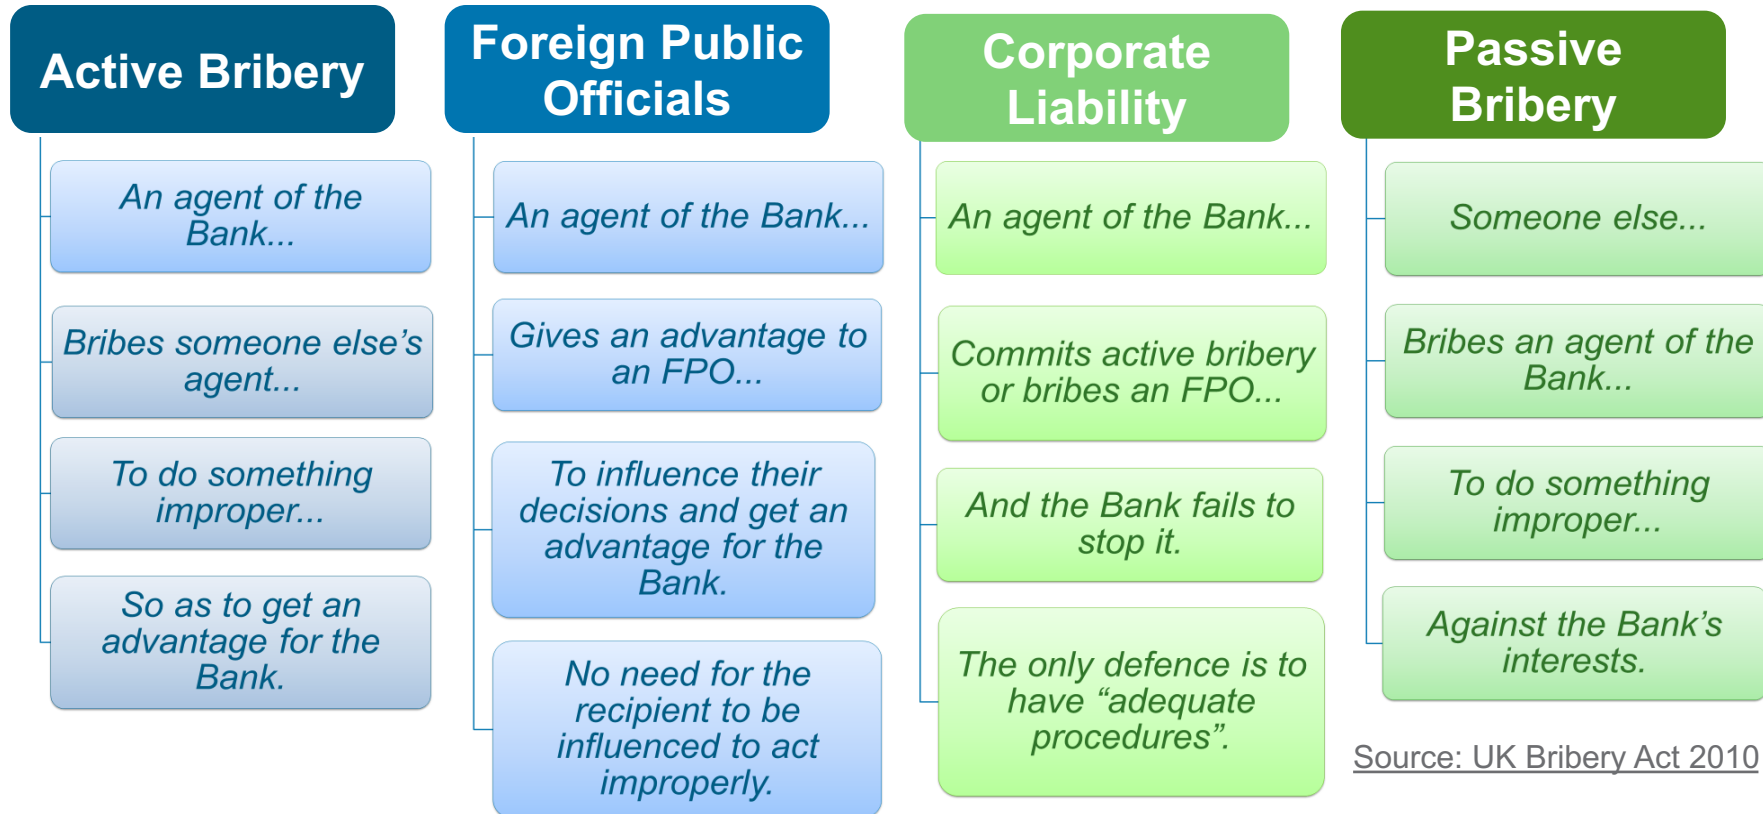 Active Bribery
An agent of the
Bank...
Bribes someone else’s
agent...
To do something
improper...
So as to get an
advantage for the
Bank.
Foreign Public
Officials
An agent of the Bank...
Gives an advantage to
an FPO...
To influence their
decisions and get an
advantage for the
Bank.
No need for the
recipient to be
influenced to act
improperly.
Corporate
Liability
An agent of the Bank...
Commits active bribery
or bribes an FPO...
And the Bank fails to
stop it.
The only defence is to
have “adequate
procedures”.
Passive
Bribery
Someone else...
Bribes an agent of the
Bank...
To do something
improper...
Against the Bank’s
interests.
Source: UK Bribery Act 2010